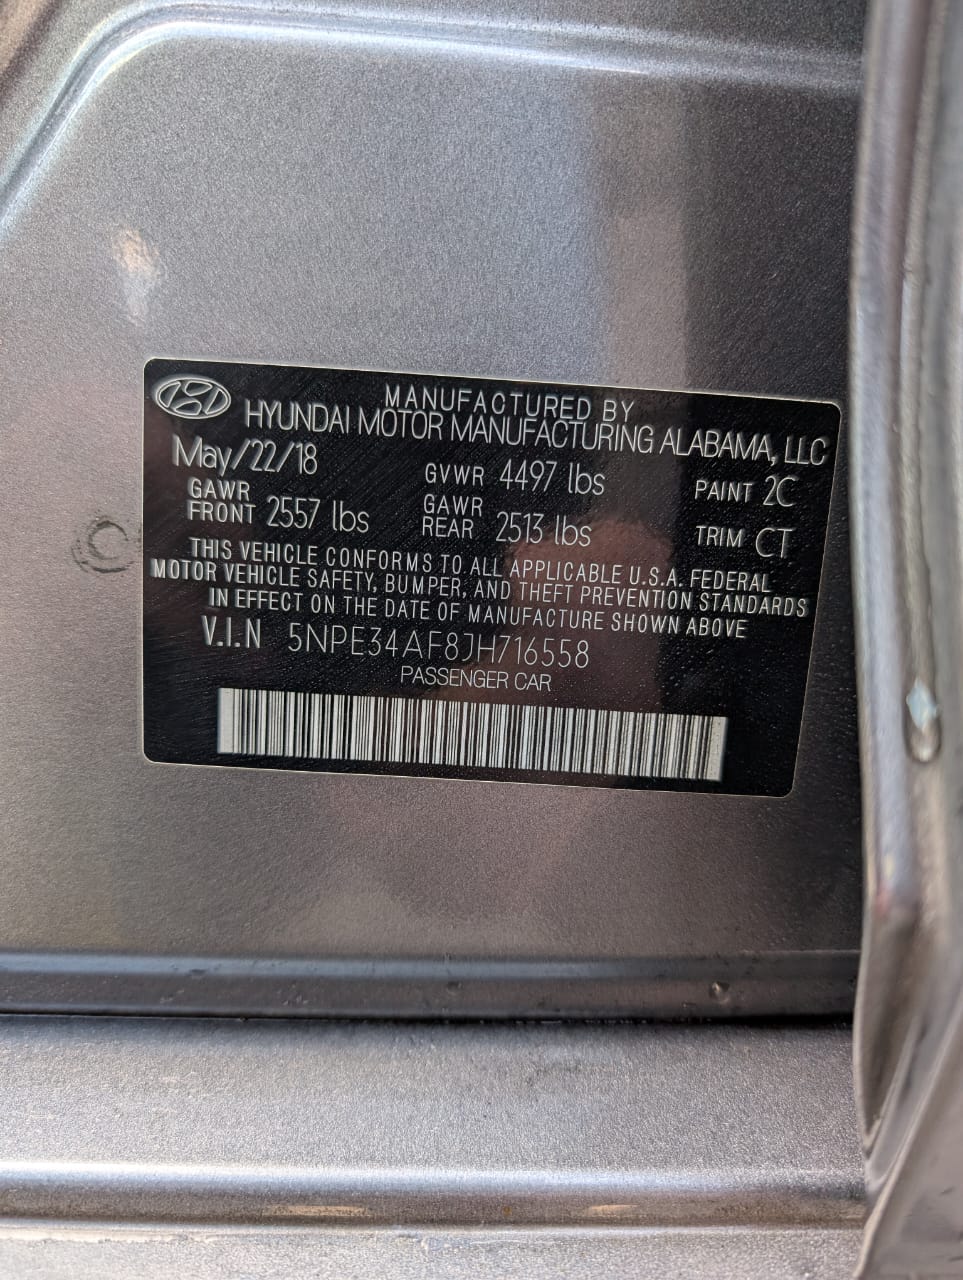 MANUFACTURED BY
HYUNDAI MOTOR MANUFACTURING ALABAMA, LLC
May/22/18 GVWR 4497 lbs PAINT 2C
GAWR FRONT 2557 lbs GAWR REAR 2513 lbs TRIM CT
THIS VEHICLE CONFORMS TO ALL APPLICABLE U.S.A. FEDERAL
MOTOR VEHICLE SAFETY, BUMPER, AND THEFT PREVENTION STANDARDS
IN EFFECT ON THE DATE OF MANUFACTURE SHOWN ABOVE
V.I.N 5NPE34AF8JH716558
PASSENGER CAR